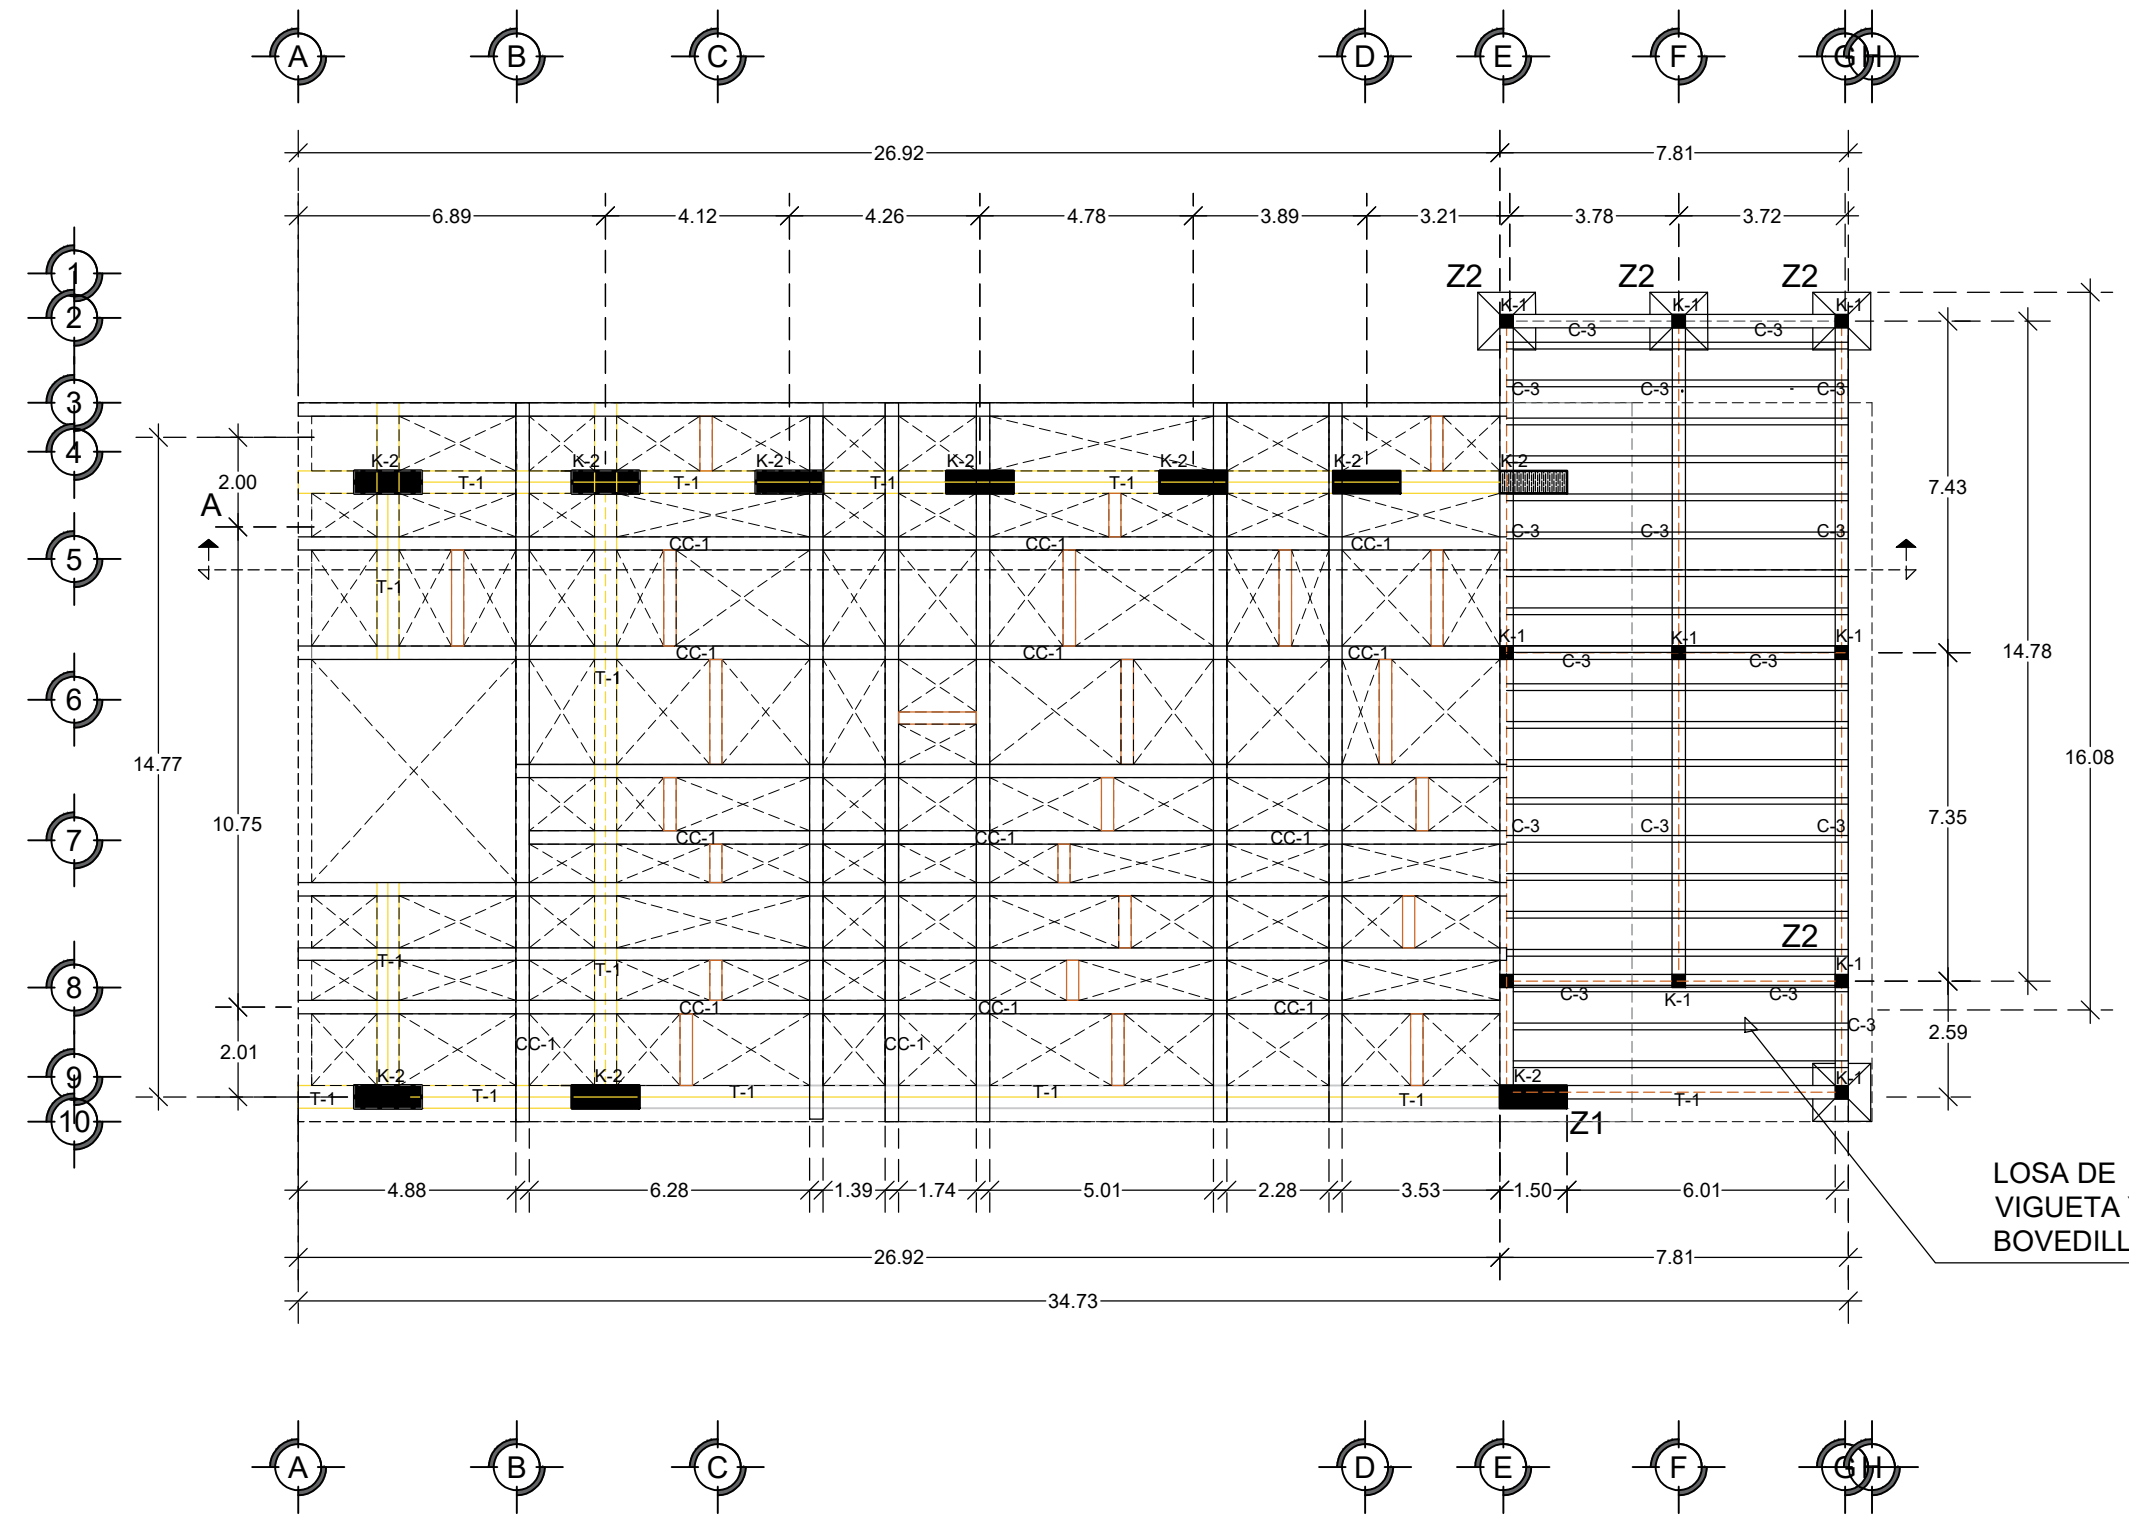 A B C D E F G H
26.92 7.81
6.89 4.12 4.26 4.78 3.89 3.21 3.78 3.72
1
Z2 Z2 Z2
K-1 K-1 K-1
2
C-3 C-3
3
C-3 C-3 C-3
4
K-2 K-2 K-2 K-2 K-2 K-2 K-2
2.00 T-1 T-1 T-1 T-1 7.43
A
C-3 C-3 C-3
CC-1 CC-1 CC-1
5
T-1
K-1 K-1 K-1
CC-1 CC-1 CC-1 C-3 C-3 14.78
T-1
6
14.77 16.08
10.75 7.35
C-3 C-3 C-3
7
CC-1 CC-1 CC-1
Z2
T-1 T-1 K-1
8
C-3 K-1 C-3
CC-1 CC-1 CC-1
C-3
2.01 CC-1 CC-1 2.59
9
K-2 K-2 K-2 K-1
T-1 T-1 T-1 T-1 T-1 T-1
10
Z1
LOSA DE
4.88 6.28 1.39 1.74 5.01 2.28 3.53 1.50 6.01
VIGUETA
BOVEDILL
26.92 7.81
34.73
A B C D E F G H